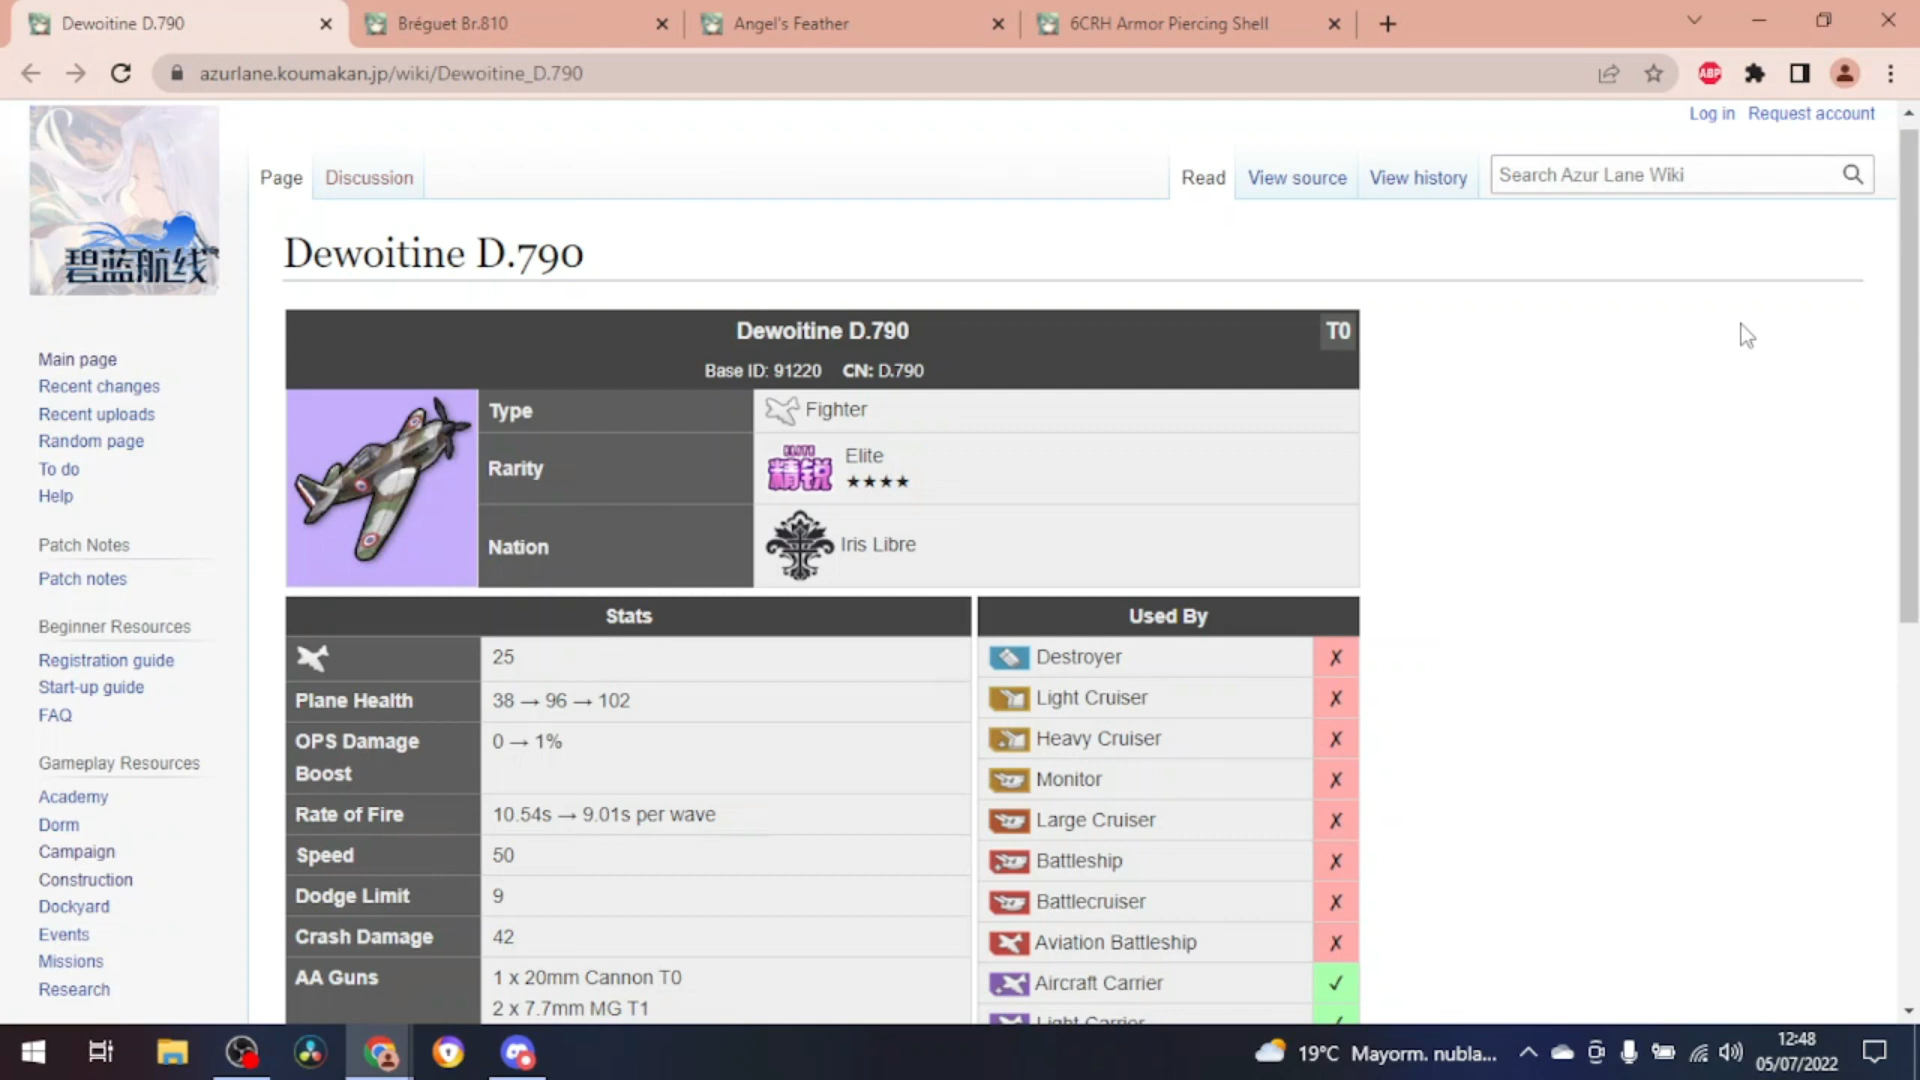 Dewoitine D.790
Bréguet Br.810
Angel's Feather
6CRH Armor Piercing Shell
azurlane.koumakan.jp/wiki/Dewoitine_D.790
ABP
Log in Request account
碧蓝航线
Page Discussion Read View source View history Search Azur Lane Wiki
Dewoitine D.790
Main page
Recent changes
Recent uploads
Random page
To do
Help
Patch Notes
Patch notes
Beginner Resources
Registration guide
Start-up guide
FAQ
Gameplay Resources
Academy
Dorm
Campaign
Construction
Dockyard
Events
Missions
Research
Dewoitine D.790 T0
Base ID: 91220 CN: D.790
Type Fighter
Rarity ELITE 精锐 Elite
★★★★
Nation Iris Libre
Stats
25
Plane Health 38 → 96 → 102
OPS Damage Boost 0 → 1%
Rate of Fire 10.54s → 9.01s per wave
Speed 50
Dodge Limit 9
Crash Damage 42
AA Guns 1 x 20mm Cannon T0
2 x 7.7mm MG T1
Used By
Destroyer ✗
Light Cruiser ✗
Heavy Cruiser ✗
Monitor ✗
Large Cruiser ✗
Battleship ✗
Battlecruiser ✗
Aviation Battleship ✗
Aircraft Carrier ✓
Light Carrier ✓
19°C Mayorm. nubla...
12:48
05/07/2022